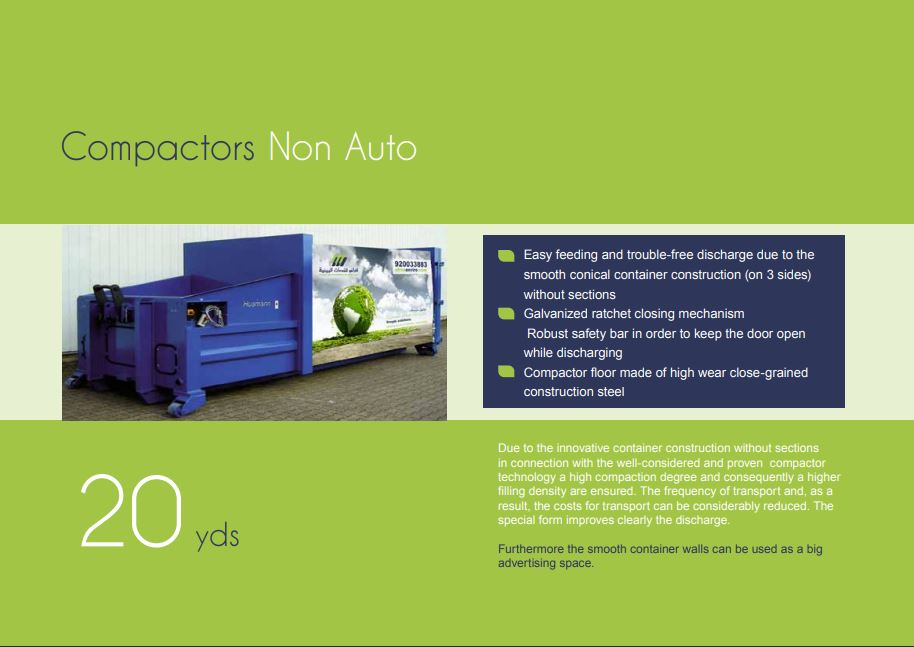 Compactors Non Auto
Husmann
920033883
Easy feeding and trouble-free discharge due to the
smooth conical container construction (on 3 sides)
without sections
Galvanized ratchet closing mechanism
Robust safety bar in order to keep the door open
while discharging
Compactor floor made of high wear close-grained
construction steel
20 yds
Due to the innovative container construction without sections
in connection with the well-considered and proven compactor
technology a high compaction degree and consequently a higher
filling density are ensured. The frequency of transport and, as a
result, the costs for transport can be considerably reduced. The
special form improves clearly the discharge.
Furthermore the smooth container walls can be used as a big
advertising space.